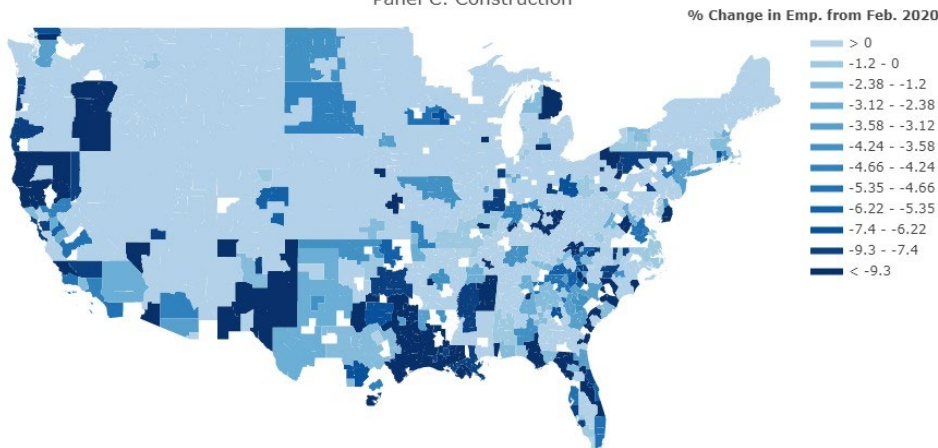 Panel C: Construction
% Change in Emp. from Feb. 2020
> 0
-1.2 - 0
-2.38 - -1.2
-3.12 - -2.38
-3.58 - -3.12
-4.24 - -3.58
-4.66 - -4.24
-5.35 - -4.66
-6.22 - -5.35
-7.4 - -6.22
-9.3 - -7.4
< -9.3